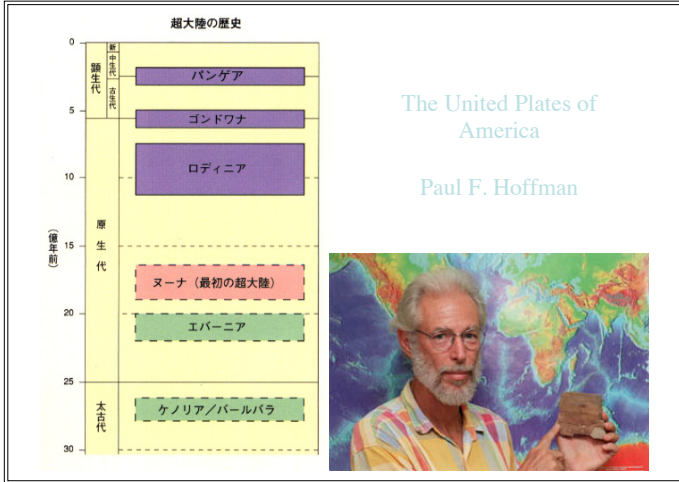 超大陸の歴史
0
5
10
15
20
25
30
(億年前)
顕生代
新
中生代
古生代
原生代
太古代
パンゲア
ゴンドワナ
ロディニア
ヌーナ（最初の超大陸）
エバーニア
ケノリア／バールバラ
The United Plates of
America
Paul F. Hoffman